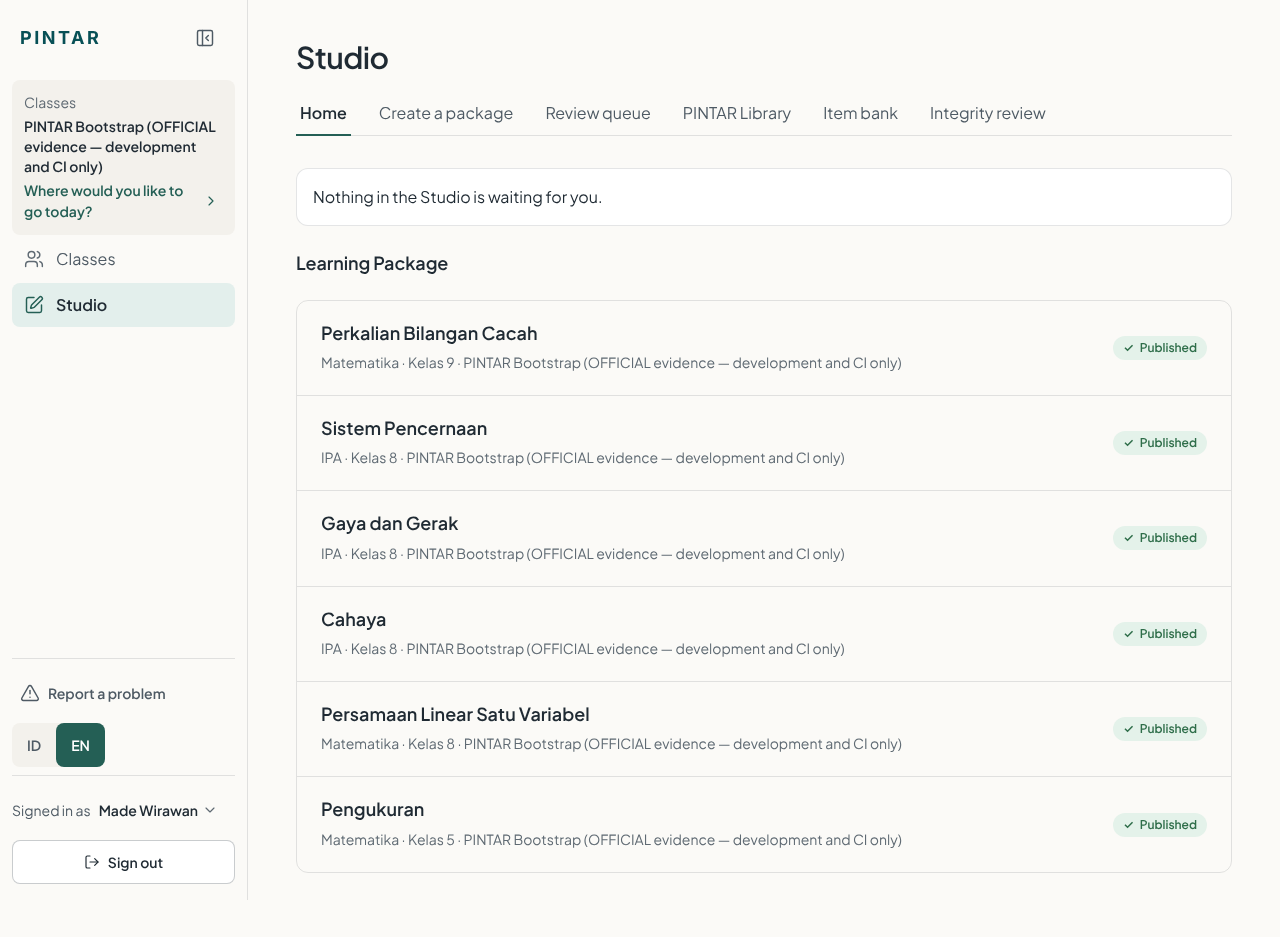 PINTAR
Classes
PINTAR Bootstrap (OFFICIAL
evidence — development
and CI only)
Where would you like to
go today?
Classes
Studio
Report a problem
ID
EN
Signed in as Made Wirawan
Sign out
Studio
Home
Create a package
Review queue
PINTAR Library
Item bank
Integrity review
Nothing in the Studio is waiting for you.
Learning Package
Perkalian Bilangan Cacah
Matematika · Kelas 9 · PINTAR Bootstrap (OFFICIAL evidence — development and CI only)
Published
Sistem Pencernaan
IPA · Kelas 8 · PINTAR Bootstrap (OFFICIAL evidence — development and CI only)
Published
Gaya dan Gerak
IPA · Kelas 8 · PINTAR Bootstrap (OFFICIAL evidence — development and CI only)
Published
Cahaya
IPA · Kelas 8 · PINTAR Bootstrap (OFFICIAL evidence — development and CI only)
Published
Persamaan Linear Satu Variabel
Matematika · Kelas 8 · PINTAR Bootstrap (OFFICIAL evidence — development and CI only)
Published
Pengukuran
Matematika · Kelas 5 · PINTAR Bootstrap (OFFICIAL evidence — development and CI only)
Published